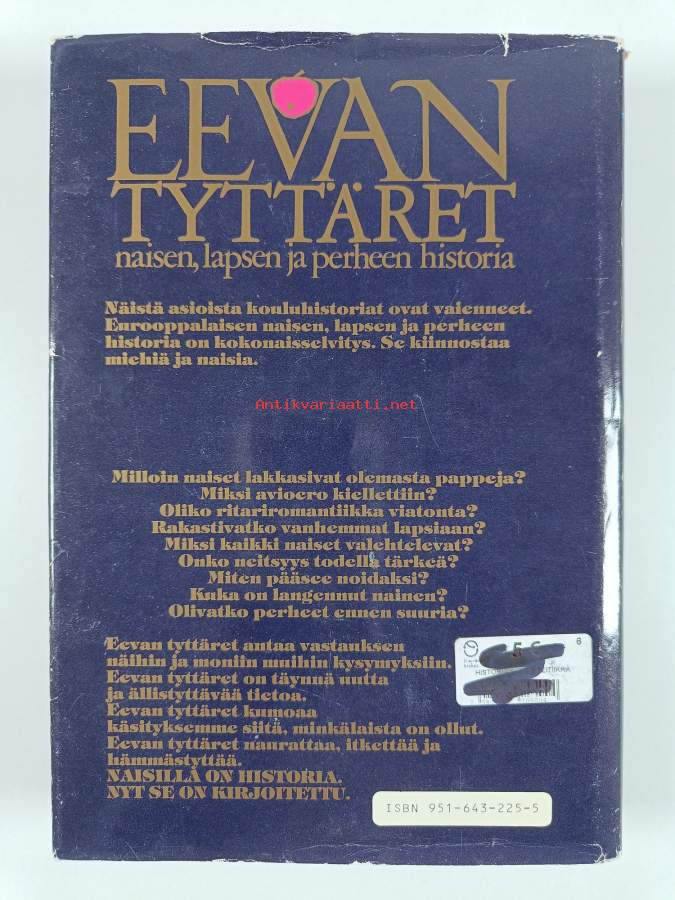 EEVAN
TYTTÄRET
naisen, lapsen ja perheen historia
Näistä asioista kouluhistoriat ovat vaienneet.
Eurooppalaisen naisen, lapsen ja perheen
historia on kokonaisselvitys. Se kiinnostaa
miehiä ja naisia.
Antikvariaatti.net
Milloin naiset lakkasivat olemasta pappeja?
Miksi avioero kiellettiin?
Oliko ritariromantiikka viatonta?
Rakastivatko vanhemmat lapsiaan?
Miksi kaikki naiset valehtelevat?
Onko neitsyys todella tärkeä?
Miten pääsee noidaksi?
Kuka on langennut nainen?
Olivatko perheet ennen suuria?
Eevan tyttäret antaa vastauksen
näihin ja moniin muihin kysymyksiin.
Eevan tyttäret on täynnä uutta
ja ällistyttävää tietoa.
Eevan tyttäret kumoaa
käsityksemme siitä, minkälaista on ollut.
Eevan tyttäret naurattaa, itkettää ja
hämmästyttää.
NAISILLA ON HISTORIA.
NYT SE ON KIRJOITETTU.
6
ISBN 951-643-225-5